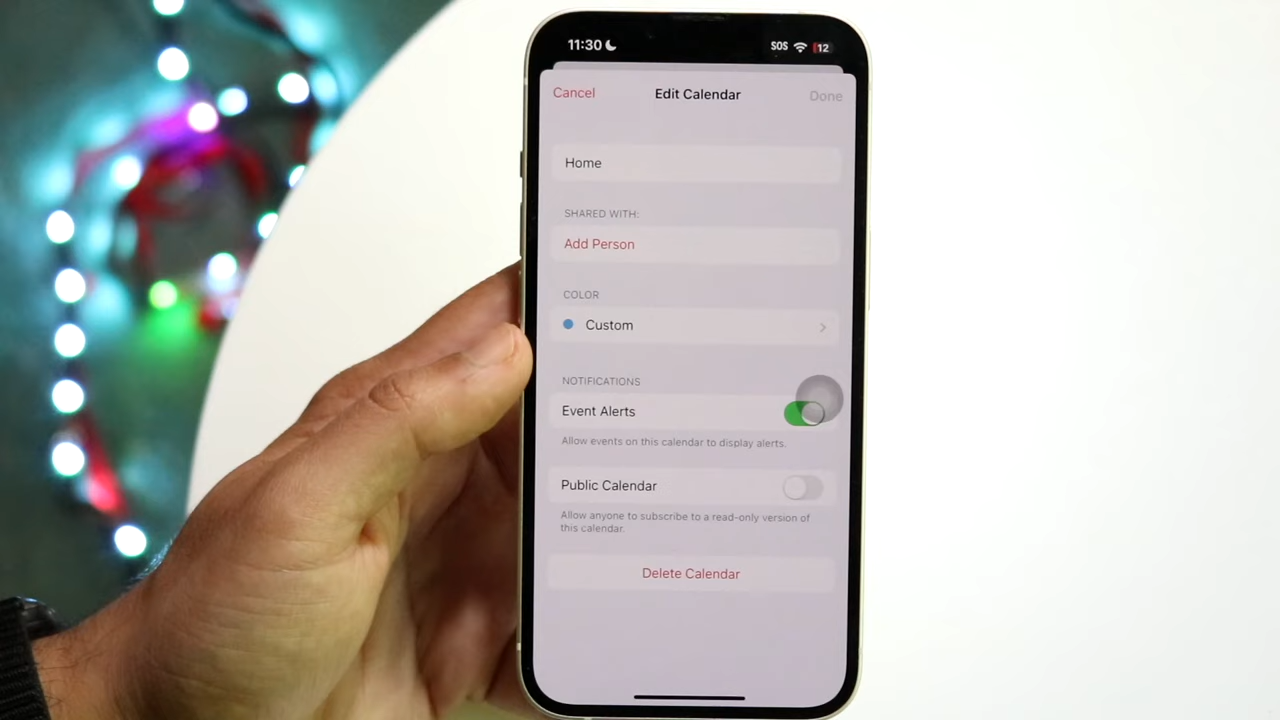 11:30
SOS 12
Cancel Edit Calendar Done
Home
SHARED WITH:
Add Person
COLOR
Custom
NOTIFICATIONS
Event Alerts
Allow events on this calendar to display alerts.
Public Calendar
Allow anyone to subscribe to a read-only version of
this calendar.
Delete Calendar